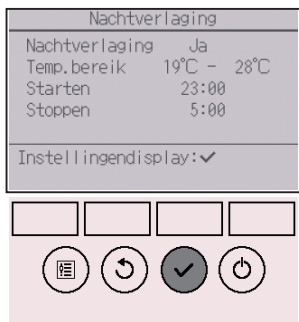 Nachtverlaging
Nachtverlaging Ja
Temp.bereik 19°C - 28°C
Starten 23:00
Stoppen 5:00
Instellingendisplay:✓